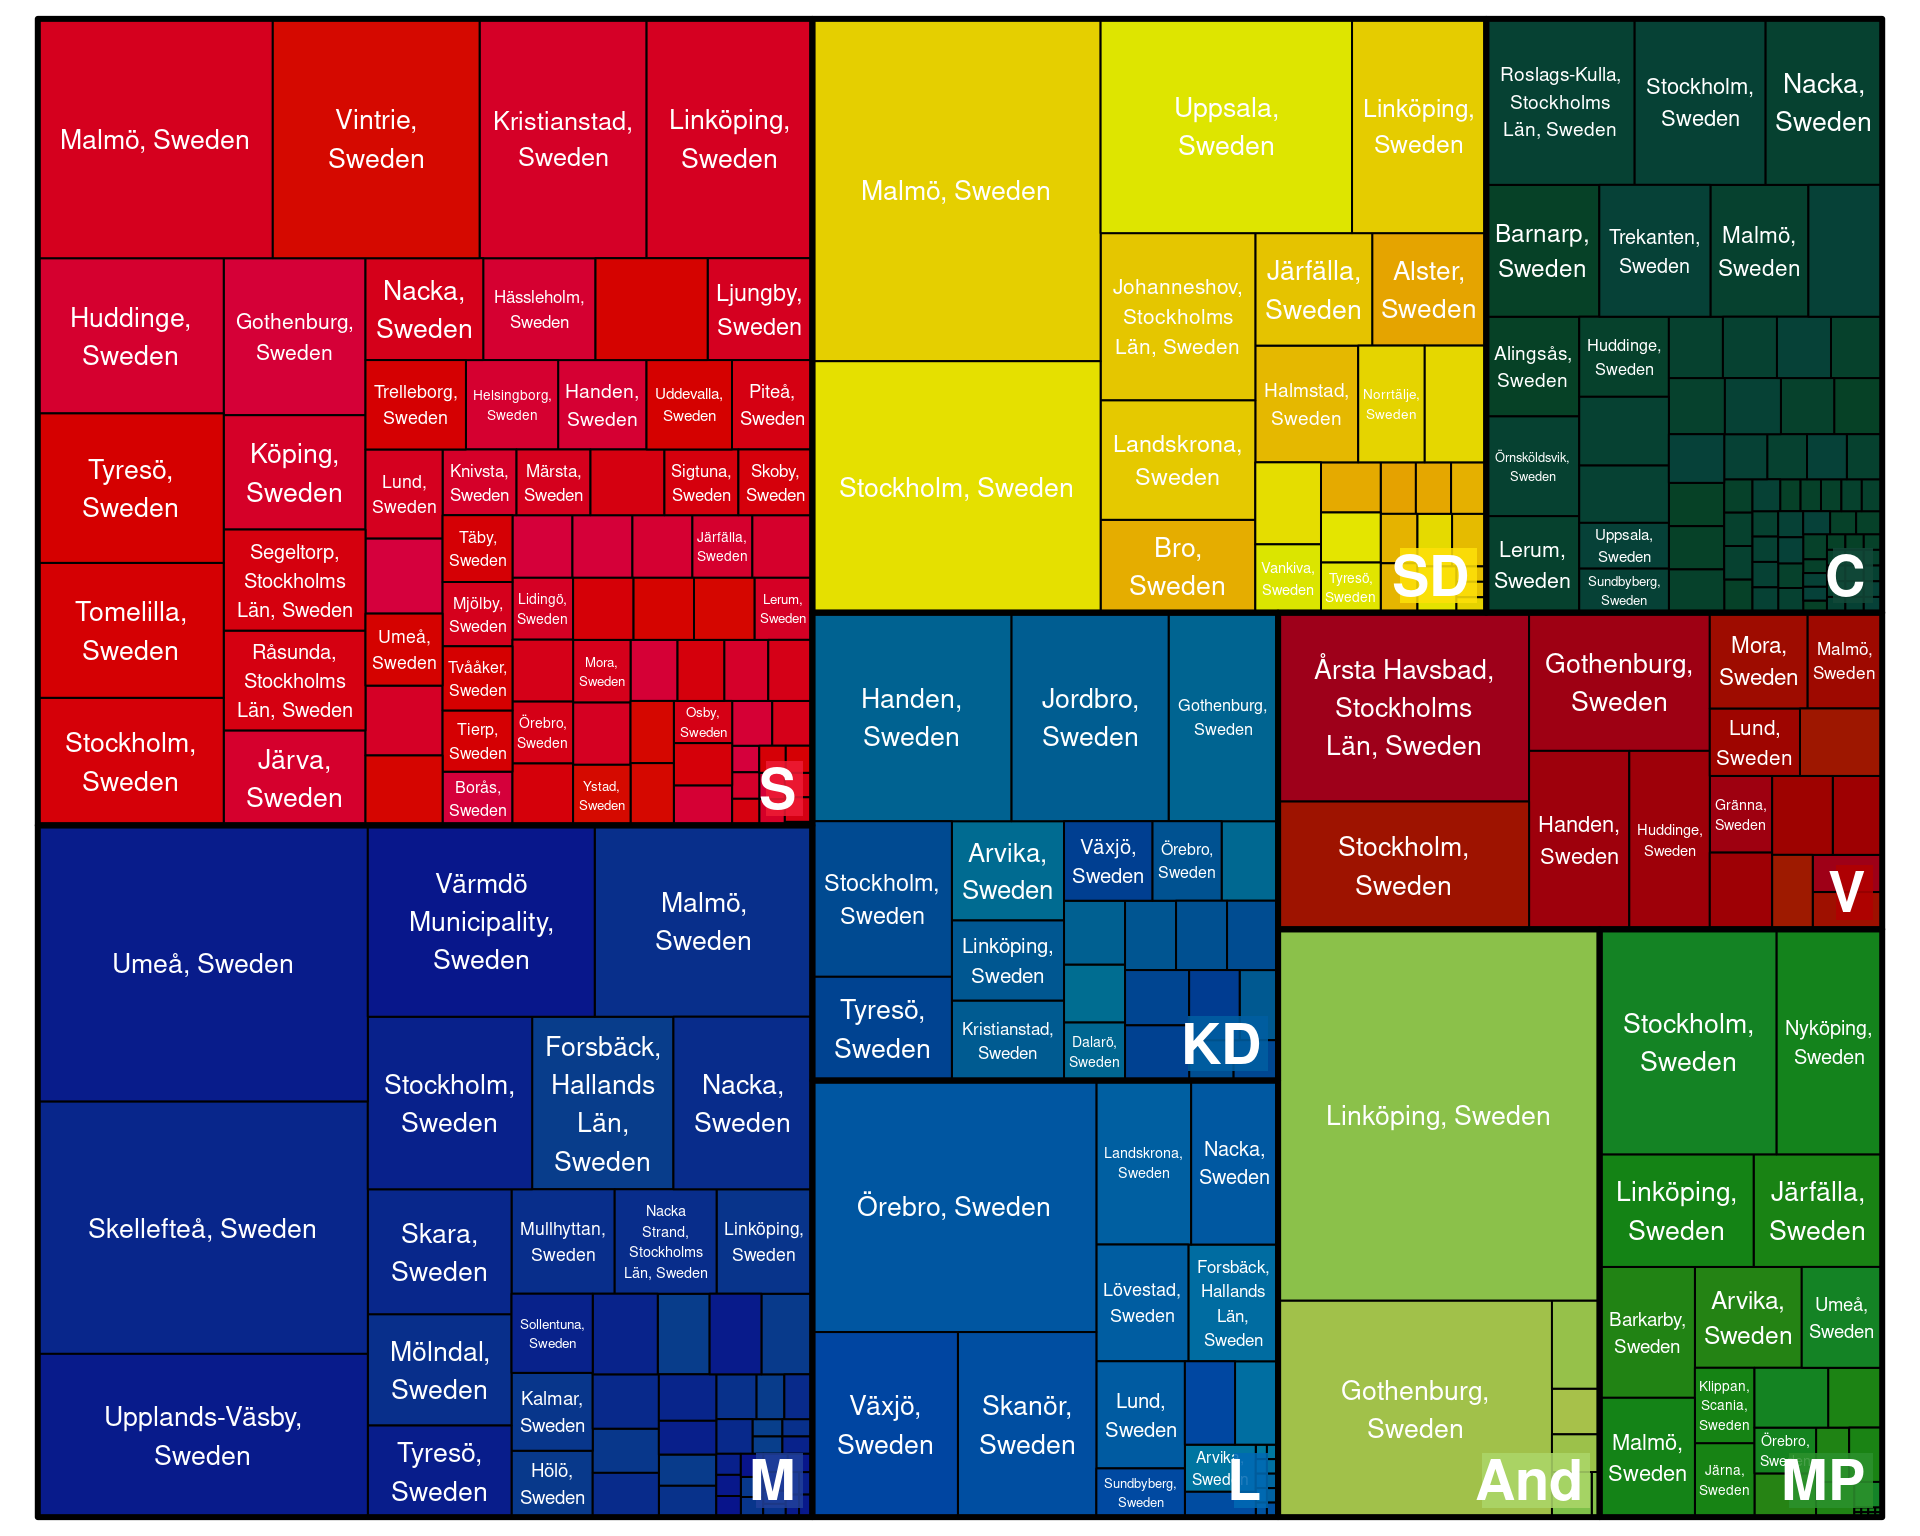 Malmö, Sweden
Vintrie,
Sweden
Kristianstad,
Sweden
Linköping,
Sweden
Huddinge,
Sweden
Gothenburg,
Sweden
Nacka,
Sweden
Hässleholm,
Sweden
Ljungby,
Sweden
Trelleborg,
Sweden
Helsingborg,
Sweden
Handen,
Sweden
Uddevalla,
Sweden
Piteå,
Sweden
Tyresö,
Sweden
Köping,
Sweden
Lund,
Sweden
Knivsta,
Sweden
Märsta,
Sweden
Sigtuna,
Sweden
Skoby,
Sweden
Segeltorp,
Stockholms
Län, Sweden
Täby,
Sweden
Järfälla,
Sweden
Tomelilla,
Sweden
Råsunda,
Stockholms
Län, Sweden
Umeå,
Sweden
Mjölby,
Sweden
Lidingö,
Sweden
Lerum,
Sweden
Tvååker,
Sweden
Mora,
Sweden
Stockholm,
Sweden
Järva,
Sweden
Tierp,
Sweden
Örebro,
Sweden
Osby,
Sweden
Borås,
Sweden
Ystad,
Sweden
S
Malmö, Sweden
Uppsala,
Sweden
Linköping,
Sweden
Johanneshov,
Stockholms
Län, Sweden
Järfälla,
Sweden
Alster,
Sweden
Halmstad,
Sweden
Norrtälje,
Sweden
Stockholm, Sweden
Landskrona,
Sweden
Bro,
Sweden
Vankiva,
Sweden
Tyresö,
Sweden
SD
Roslags-Kulla,
Stockholms
Län, Sweden
Stockholm,
Sweden
Nacka,
Sweden
Barnarp,
Sweden
Trekanten,
Sweden
Malmö,
Sweden
Alingsås,
Sweden
Huddinge,
Sweden
Örnsköldsvik,
Sweden
Lerum,
Sweden
Uppsala,
Sweden
Sundbyberg,
Sweden
C
Handen,
Sweden
Jordbro,
Sweden
Gothenburg,
Sweden
Stockholm,
Sweden
Arvika,
Sweden
Växjö,
Sweden
Örebro,
Sweden
Linköping,
Sweden
Tyresö,
Sweden
Kristianstad,
Sweden
Dalarö,
Sweden
KD
Årsta Havsbad,
Stockholms
Län, Sweden
Gothenburg,
Sweden
Mora,
Sweden
Malmö,
Sweden
Lund,
Sweden
Stockholm,
Sweden
Handen,
Sweden
Huddinge,
Sweden
Gränna,
Sweden
V
Umeå, Sweden
Värmdö
Municipality,
Sweden
Malmö,
Sweden
Stockholm,
Sweden
Forsbäck,
Hallands
Län,
Sweden
Nacka,
Sweden
Skellefteå, Sweden
Skara,
Sweden
Mullhyttan,
Sweden
Nacka
Strand,
Stockholms
Län, Sweden
Linköping,
Sweden
Sollentuna,
Sweden
Upplands-Väsby,
Sweden
Mölndal,
Sweden
Kalmar,
Sweden
Tyresö,
Sweden
Hölö,
Sweden
M
Örebro, Sweden
Landskrona,
Sweden
Nacka,
Sweden
Lövestad,
Sweden
Forsbäck,
Hallands
Län,
Sweden
Växjö,
Sweden
Skanör,
Sweden
Lund,
Sweden
Arvika,
Sweden
Sundbyberg,
Sweden
L
Linköping, Sweden
Gothenburg,
Sweden
And
Stockholm,
Sweden
Nyköping,
Sweden
Linköping,
Sweden
Järfälla,
Sweden
Barkarby,
Sweden
Arvika,
Sweden
Umeå,
Sweden
Klippan,
Scania,
Sweden
Malmö,
Sweden
Örebro,
Sweden
Järna,
Sweden
MP